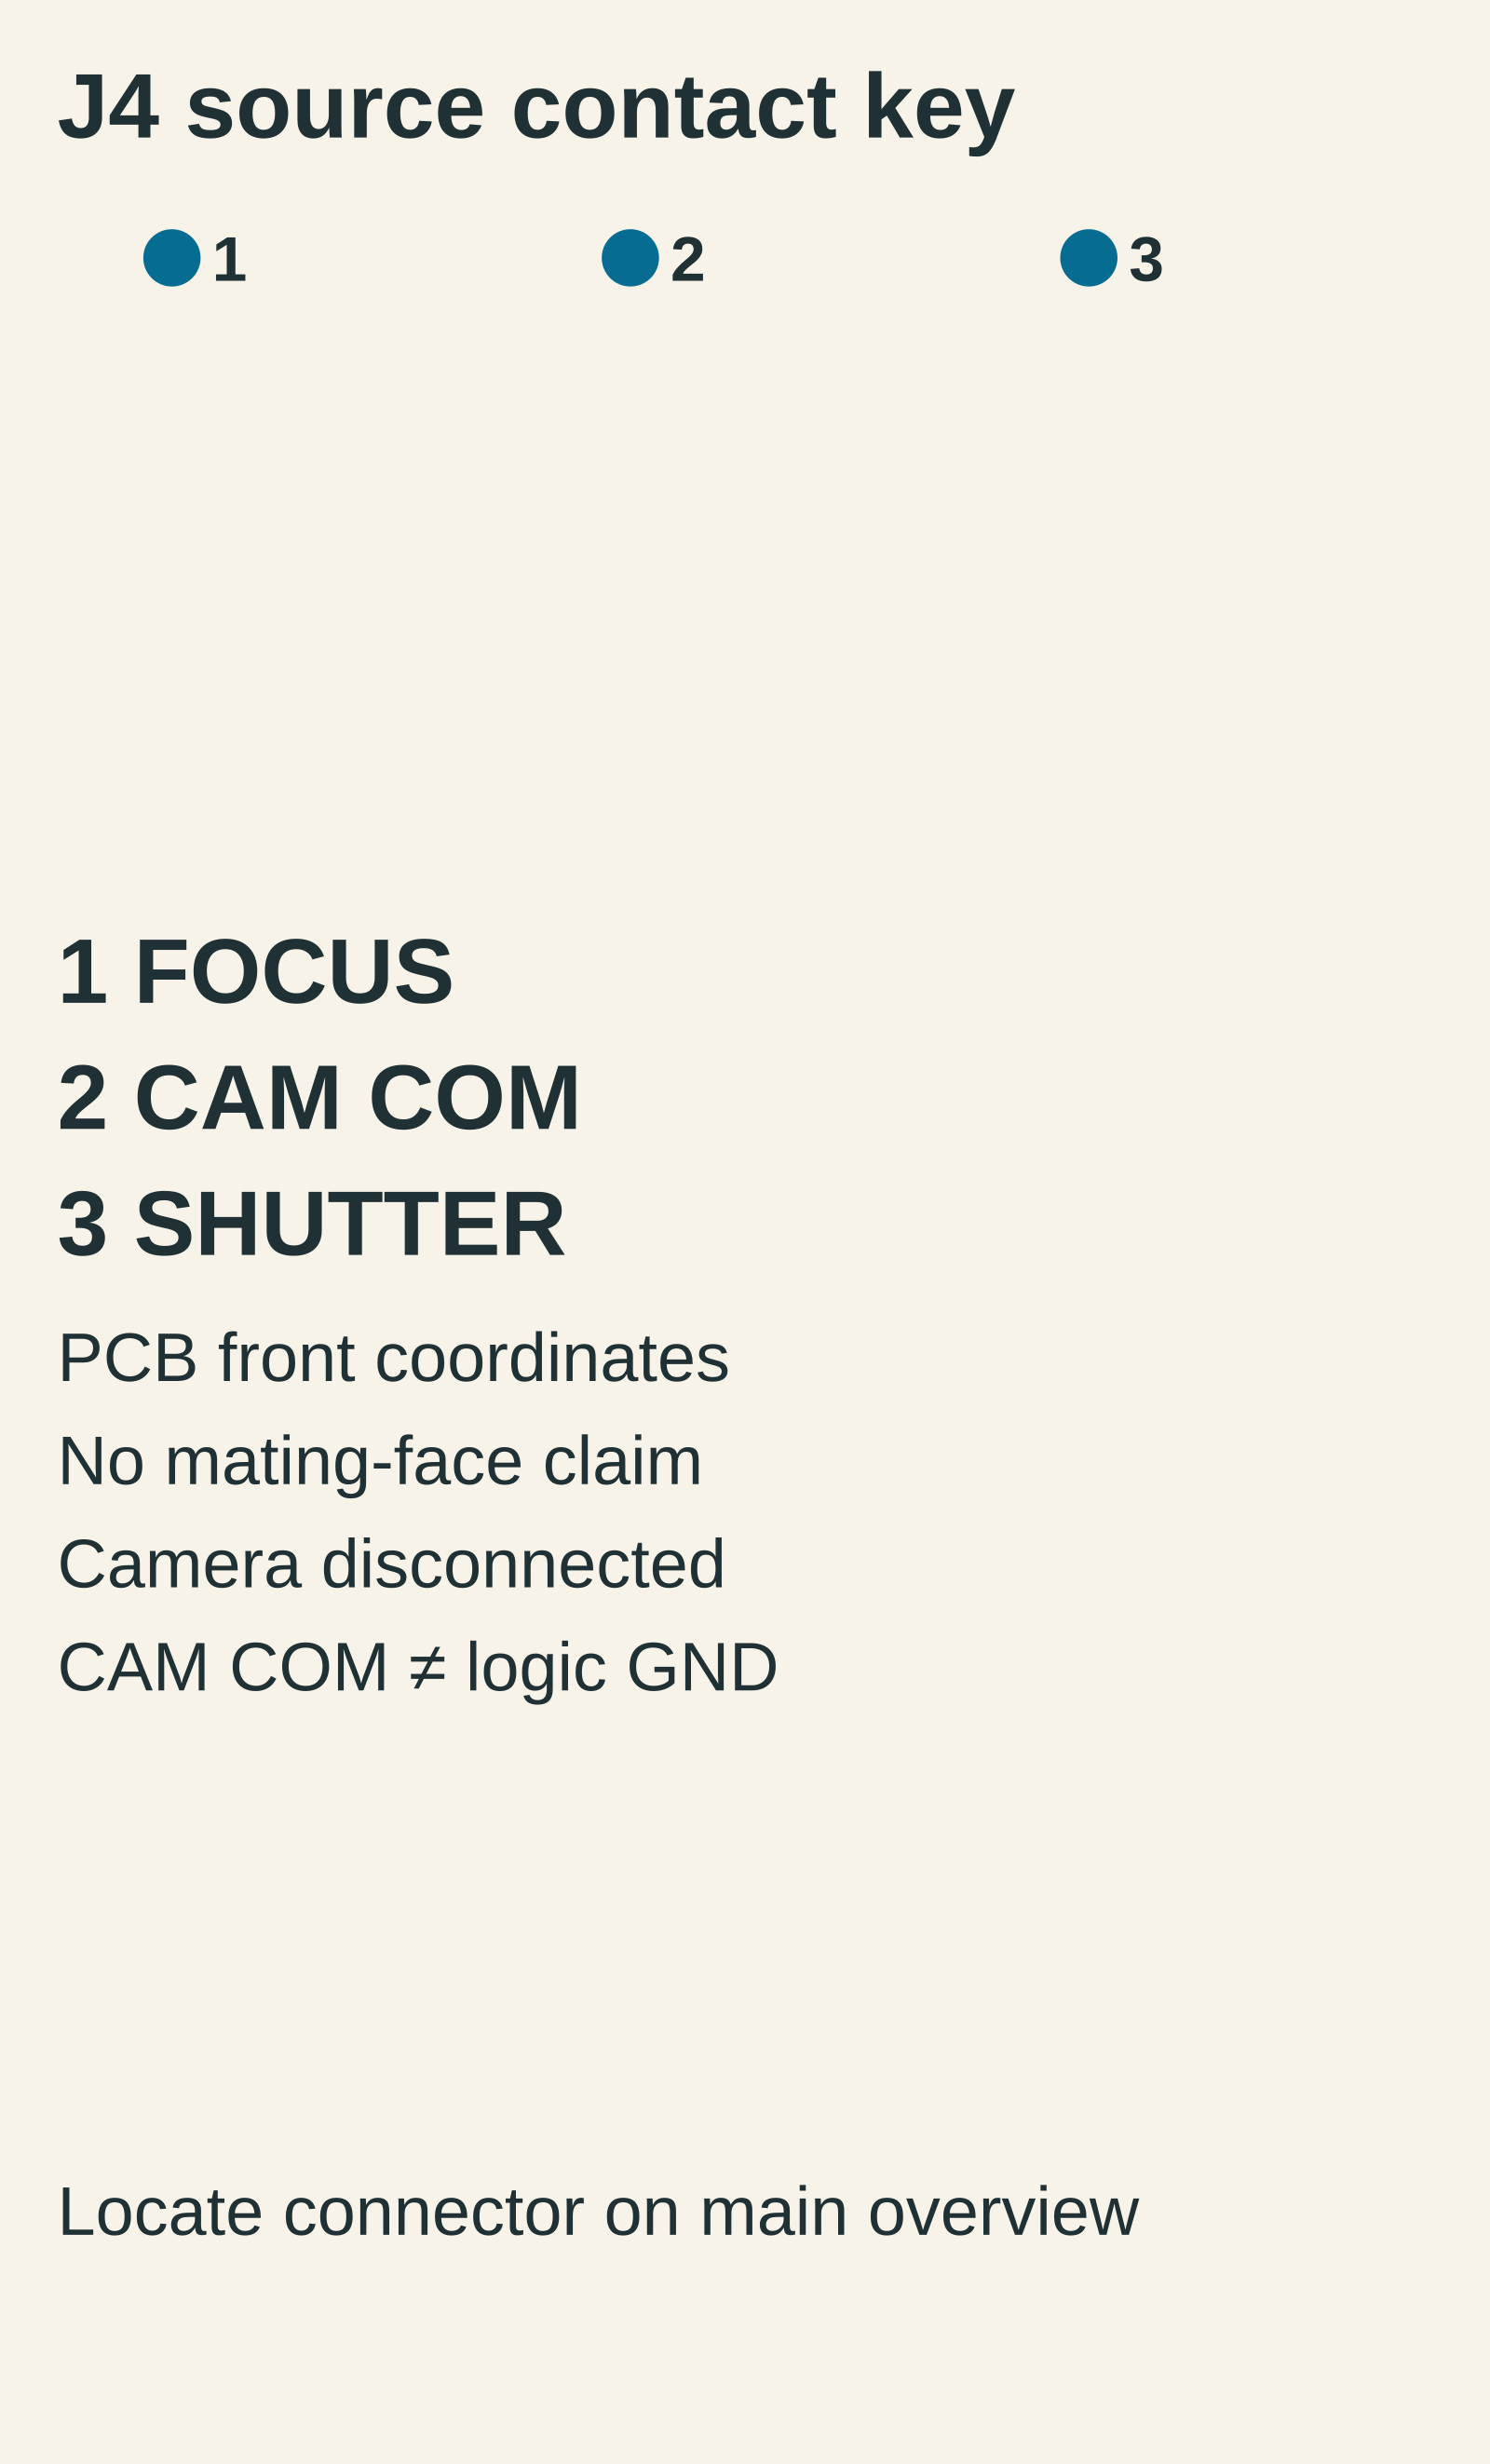 J4 source contact key
1 2 3
1 FOCUS
2 CAM COM
3 SHUTTER
PCB front coordinates
No mating-face claim
Camera disconnected
CAM COM ≠ logic GND
Locate connector on main overview